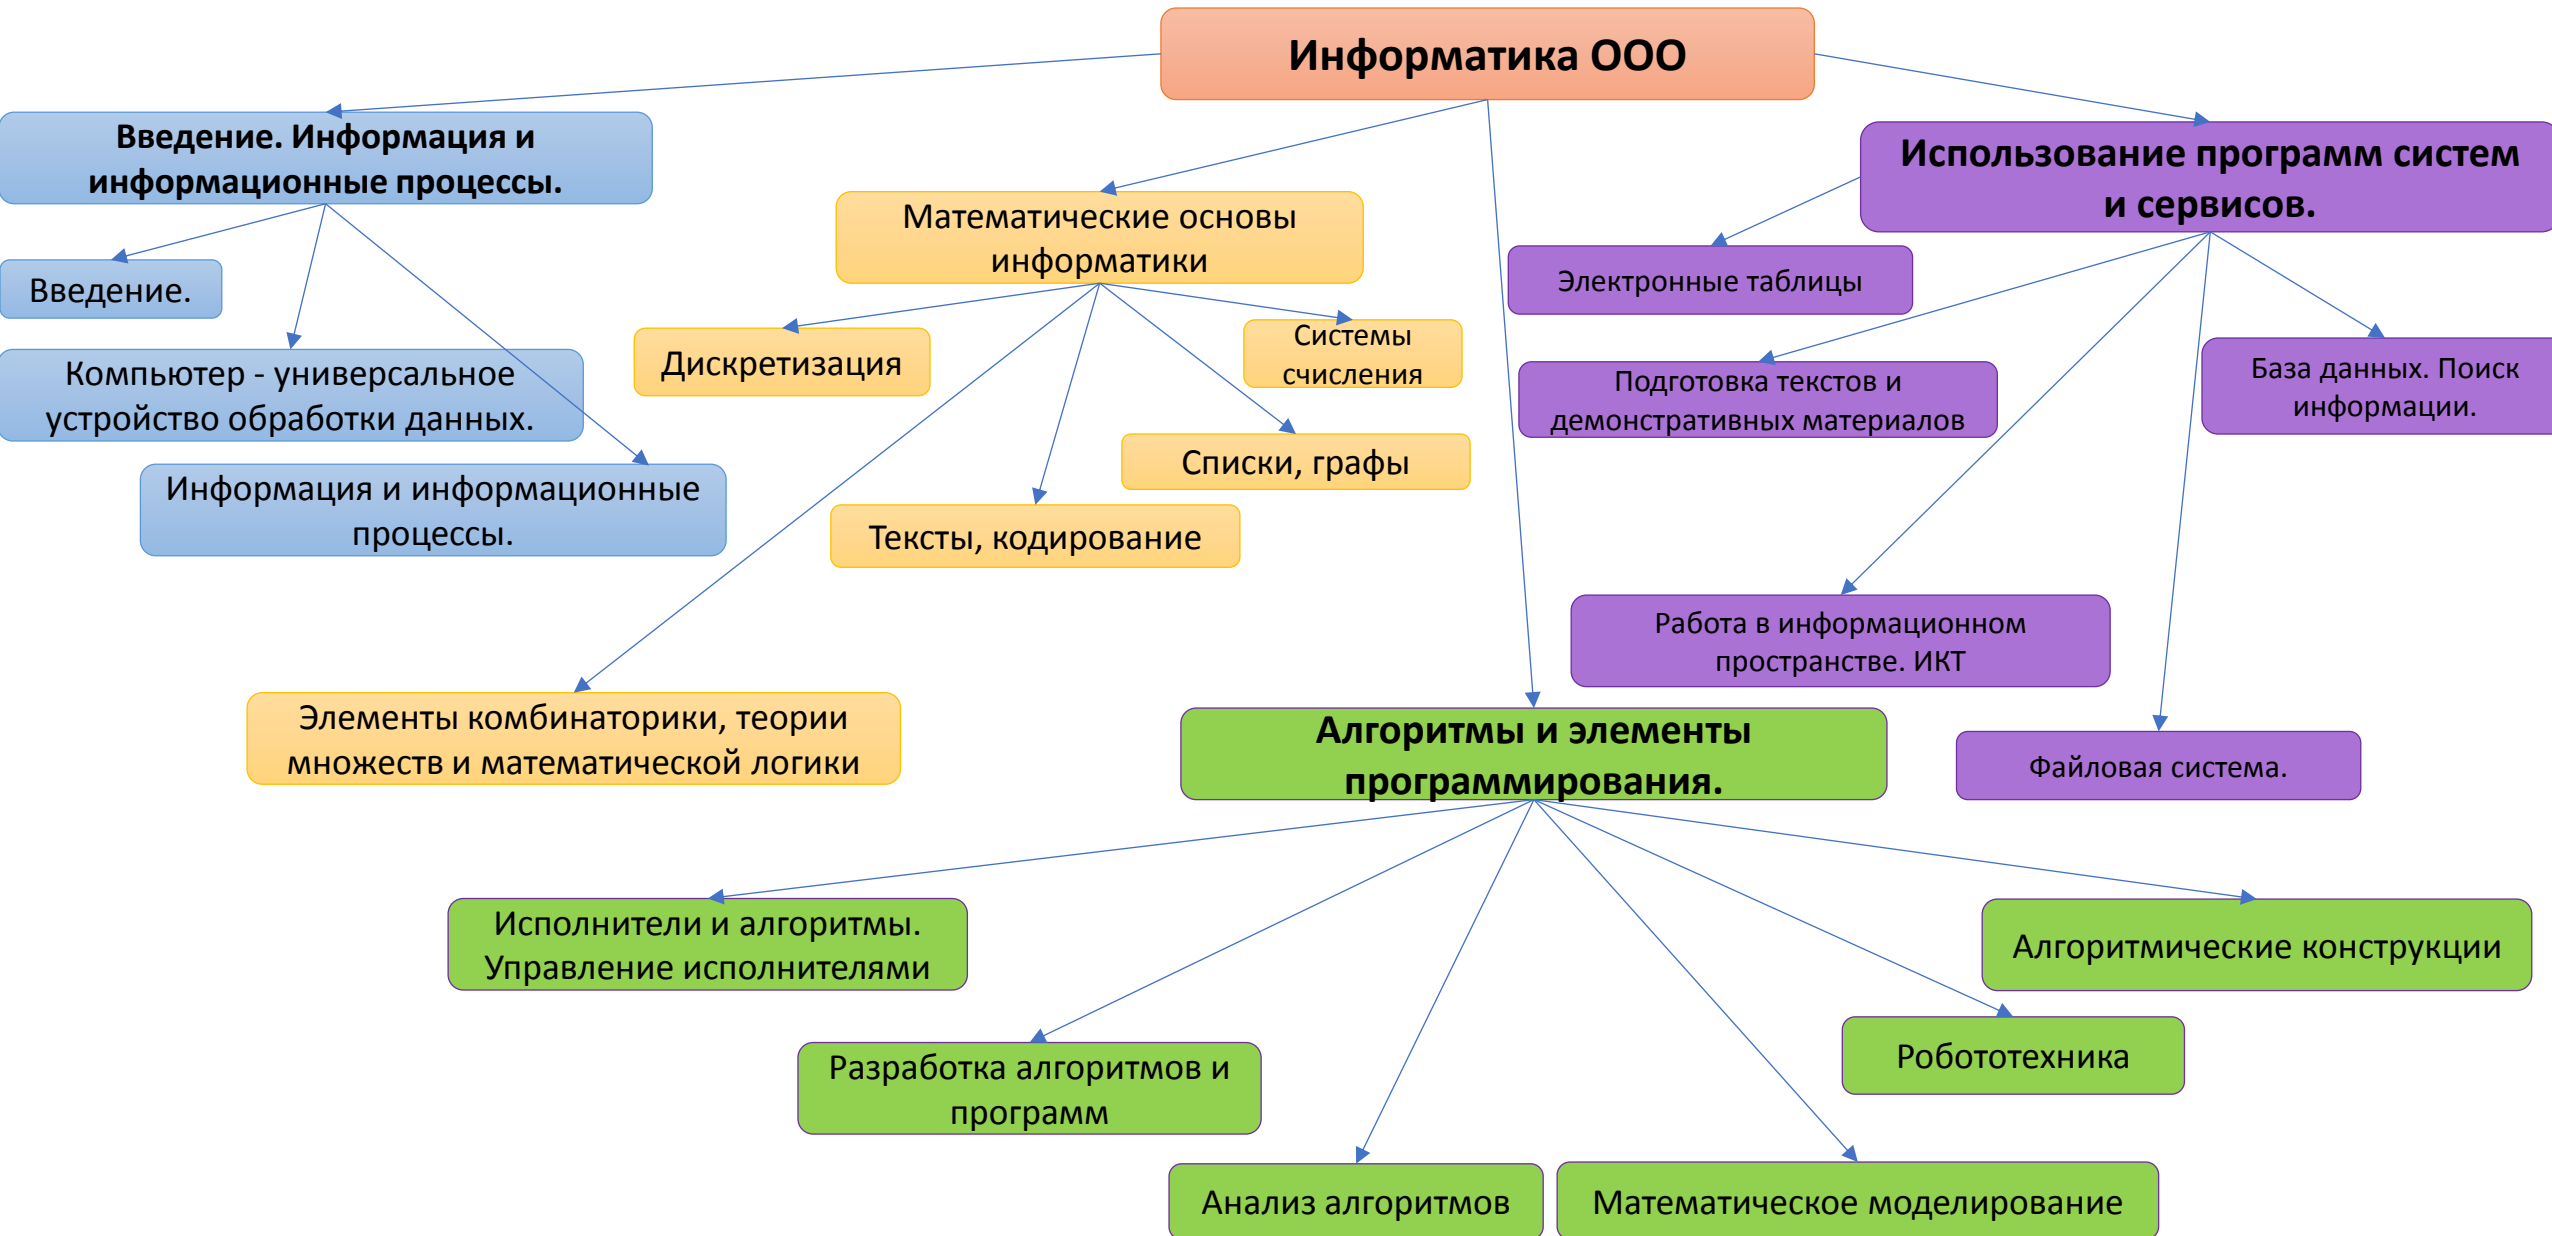 Информатика ООО
Введение. Информация и
информационные процессы.
Использование программ систем
и сервисов.
Математические основы
информатики
Введение.
Электронные таблицы
Дискретизация
Системы
счисления
Компьютер - универсальное
устройство обработки данных.
Подготовка текстов и
демонстративных материалов
База данных. Поиск
информации.
Списки, графы
Информация и информационные
процессы.
Тексты, кодирование
Работа в информационном
пространстве. ИКТ
Элементы комбинаторики, теории
множеств и математической логики
Алгоритмы и элементы
программирования.
Файловая система.
Исполнители и алгоритмы.
Управление исполнителями
Алгоритмические конструкции
Разработка алгоритмов и
программ
Робототехника
Анализ алгоритмов
Математическое моделирование